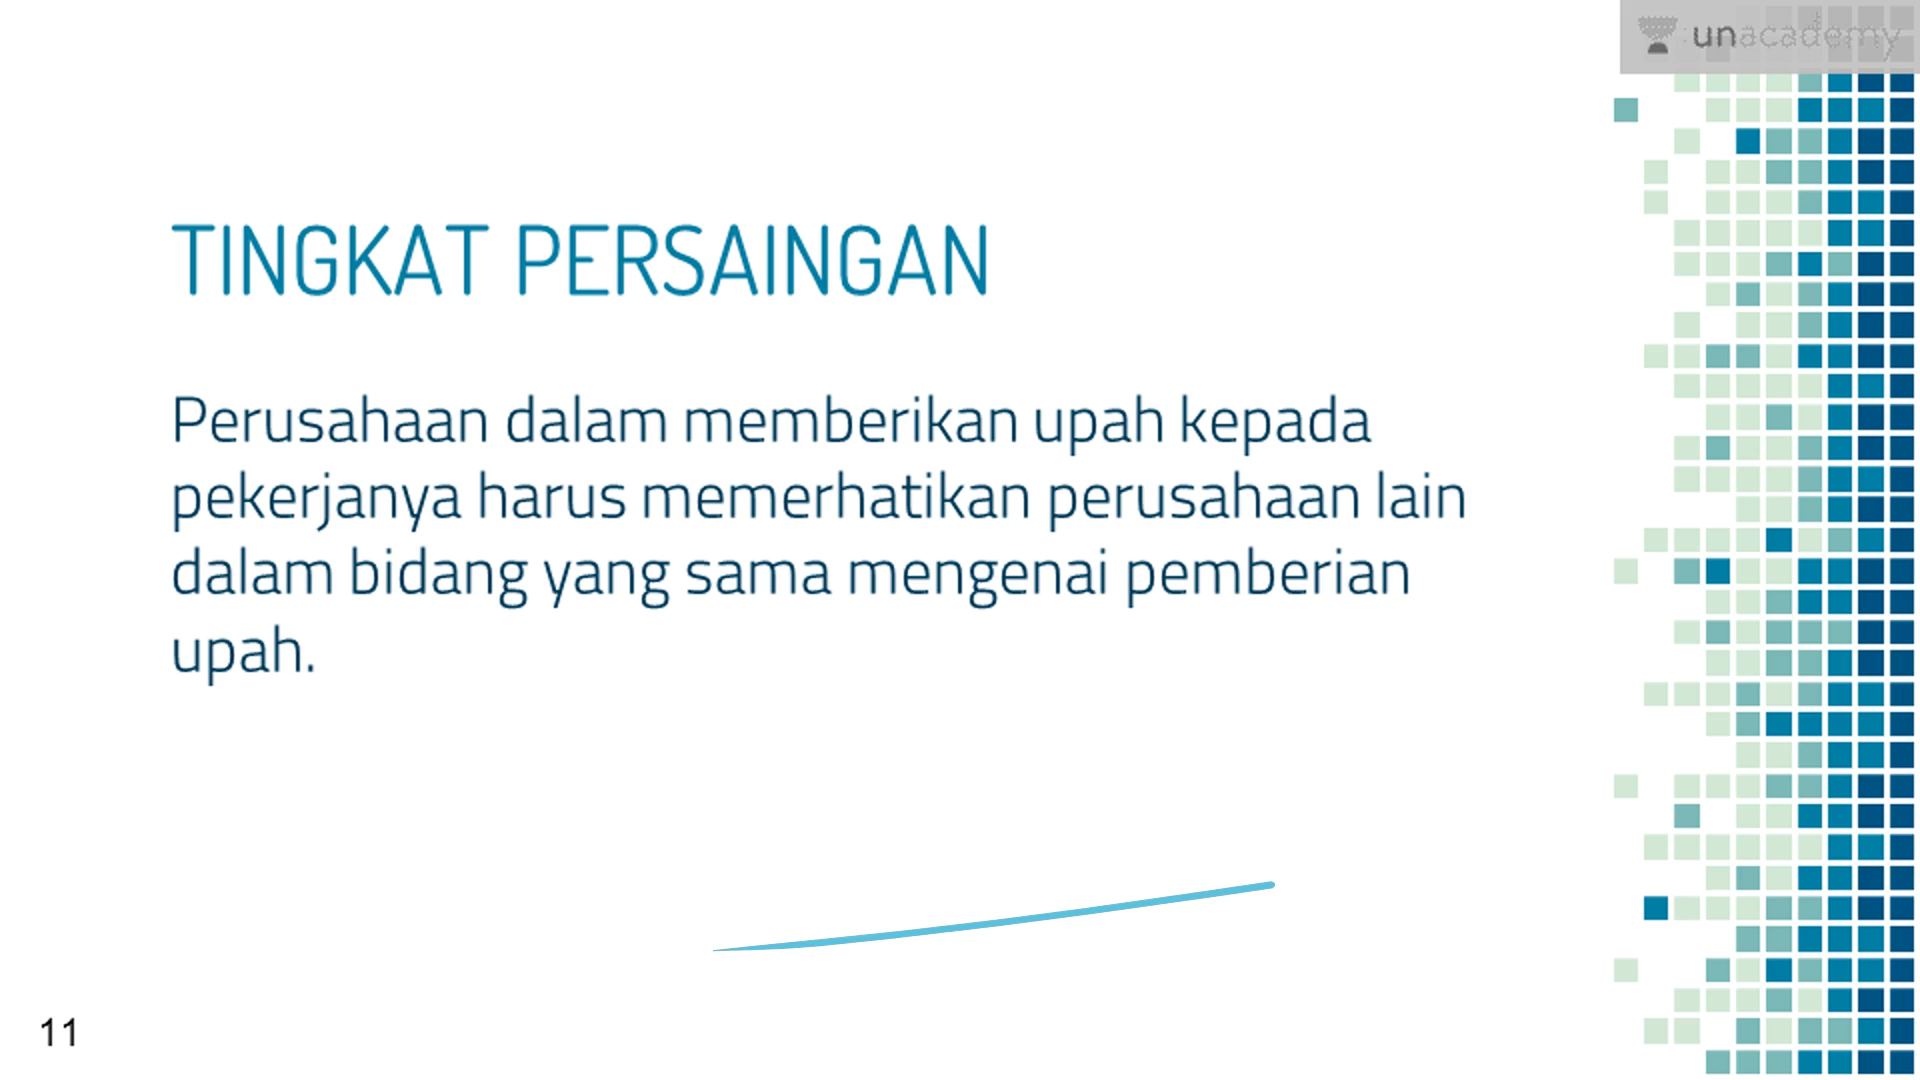 unacademy
TINGKAT PERSAINGAN
Perusahaan dalam memberikan upah kepada
pekerjanya harus memerhatikan perusahaan lain
dalam bidang yang sama mengenai pemberian
upah.
11